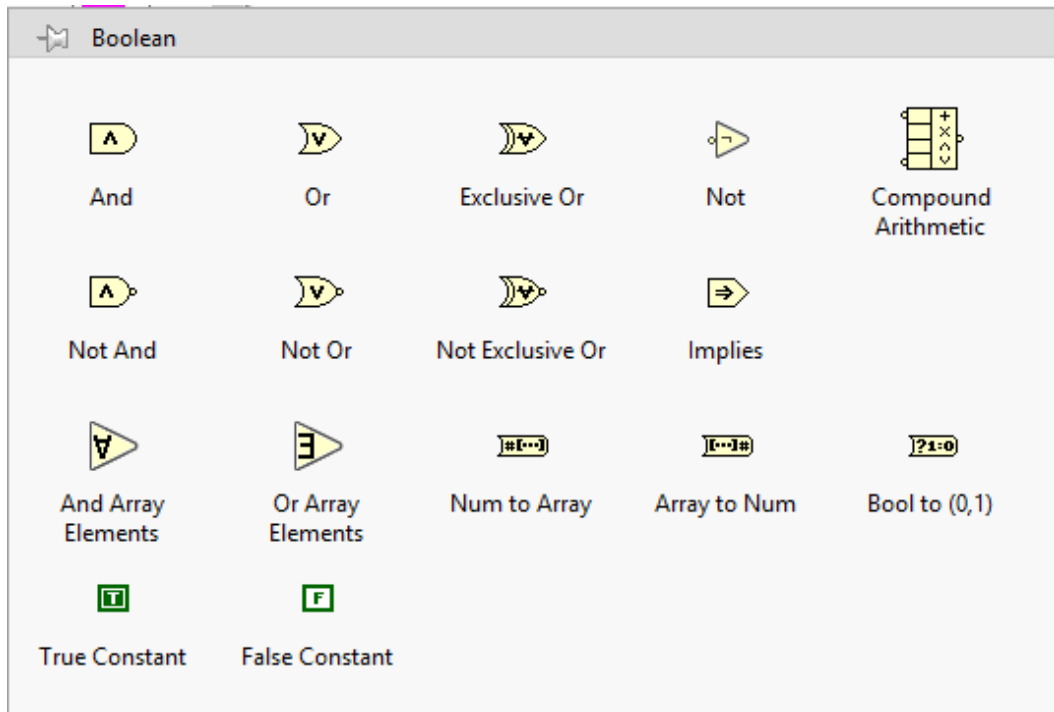 Boolean
And Or Exclusive Or Not Compound
Arithmetic
Not And Not Or Not Exclusive Or Implies
And Array Or Array Num to Array Array to Num Bool to (0,1)
Elements Elements
T F
True Constant False Constant